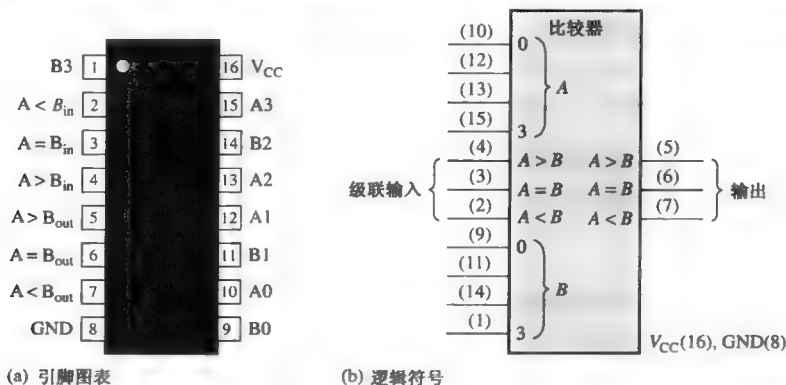 B3 1 16 V_CC
A < B_in 2 15 A3
A = B_in 3 14 B2
A > B_in 4 13 A2
A > B_out 5 12 A1
A = B_out 6 11 B1
A < B_out 7 10 A0
GND 8 9 B0
(a) 引脚图表
比较器
(10) 0
(12)
(13) A
(15) 3
(4) A > B A > B (5)
级联输入 (3) A = B A = B (6) 输出
(2) A < B A < B (7)
(9) 0
(11)
(14) B
(1) 3
V_CC(16), GND(8)
(b) 逻辑符号